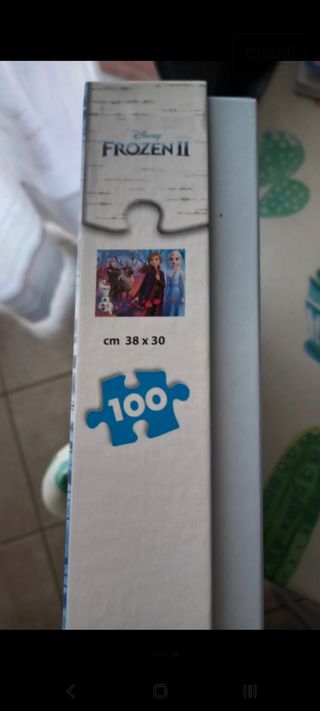 Chiudi
Disney
FROZEN II
cm 38 x 30
100